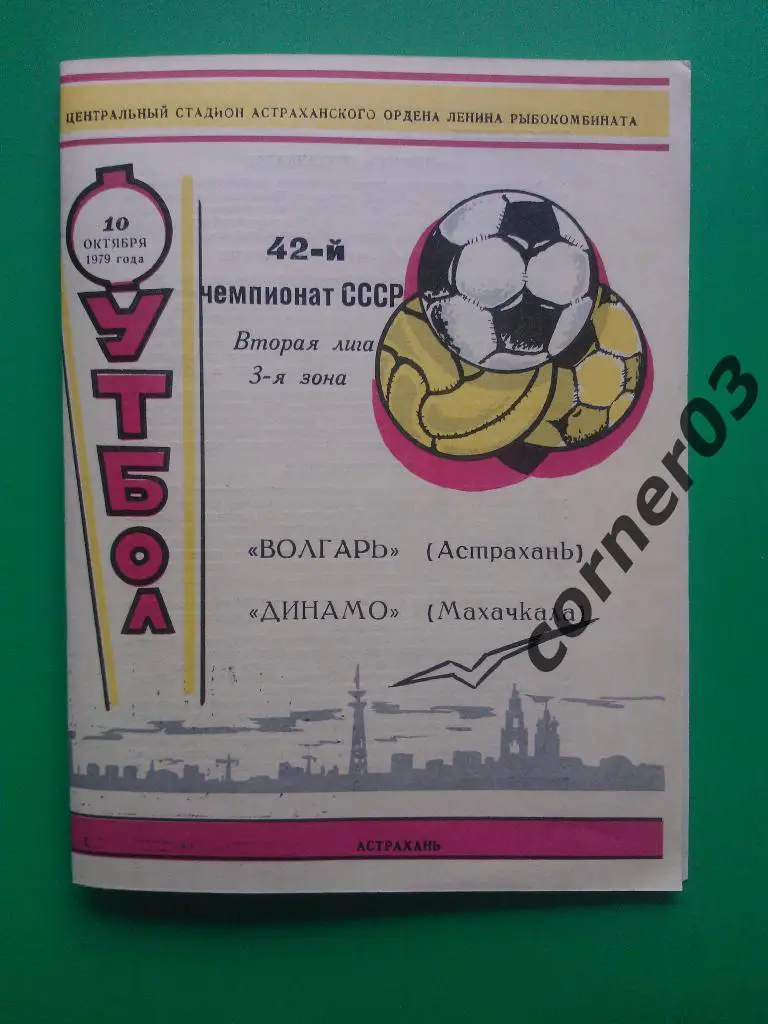 ЦЕНТРАЛЬНЫЙ СТАДИОН АСТРАХАНСКОГО ОРДЕНА ЛЕНИНА РЫБОКОМБИНАТА
10
ОКТЯБРЯ
1979 года
ФУТБОЛ
42-й
чемпионат СССР
Вторая лига
3-я зона
«ВОЛГАРЬ» (Астрахань)
«ДИНАМО» (Махачкала)
АСТРАХАНЬ
corner03